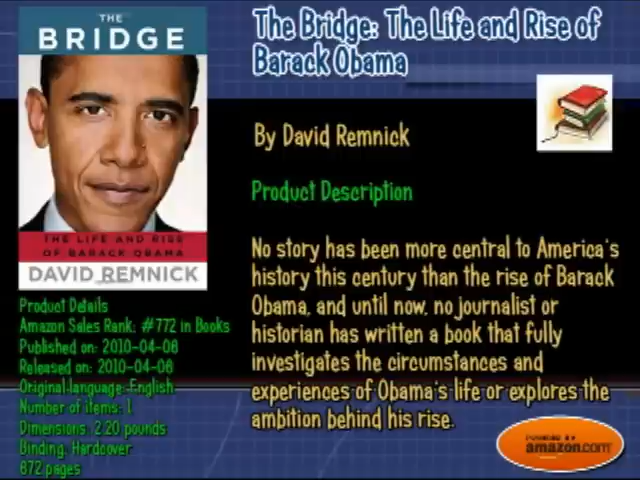 THE
BRIDGE
THE LIFE AND RISE
OF BARACK OBAMA
DAVID REMNICK
Product Details
Amazon Sales Rank: #772 in Books
Published on: 2010-04-06
Released on: 2010-04-06
Original language: English
Number of items: 1
Dimensions: 2.20 pounds
Binding: Hardcover
672 pages
The Bridge: The Life and Rise of
Barack Obama
By David Remnick
Product Description
No story has been more central to America's
history this century than the rise of Barack
Obama, and until now, no journalist or
historian has written a book that fully
investigates the circumstances and
experiences of Obama's life or explores the
ambition behind his rise.
POWERED BY
amazon.com